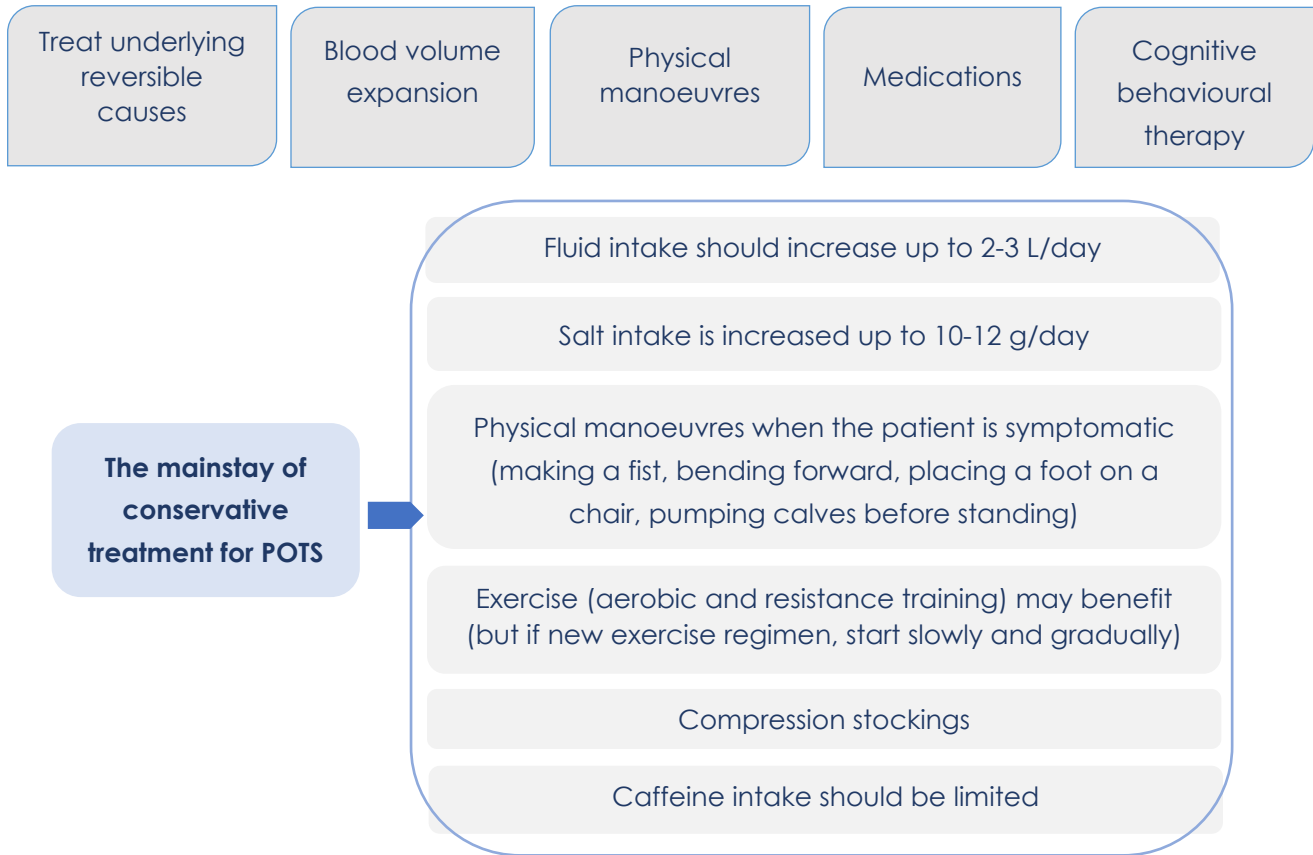 Treat underlying
reversible
causes
Blood volume
expansion
Physical
manoeuvres
Medications
Cognitive
behavioural
therapy
The mainstay of
conservative
treatment for POTS
Fluid intake should increase up to 2-3 L/day
Salt intake is increased up to 10-12 g/day
Physical manoeuvres when the patient is symptomatic
(making a fist, bending forward, placing a foot on a
chair, pumping calves before standing)
Exercise (aerobic and resistance training) may benefit
(but if new exercise regimen, start slowly and gradually)
Compression stockings
Caffeine intake should be limited